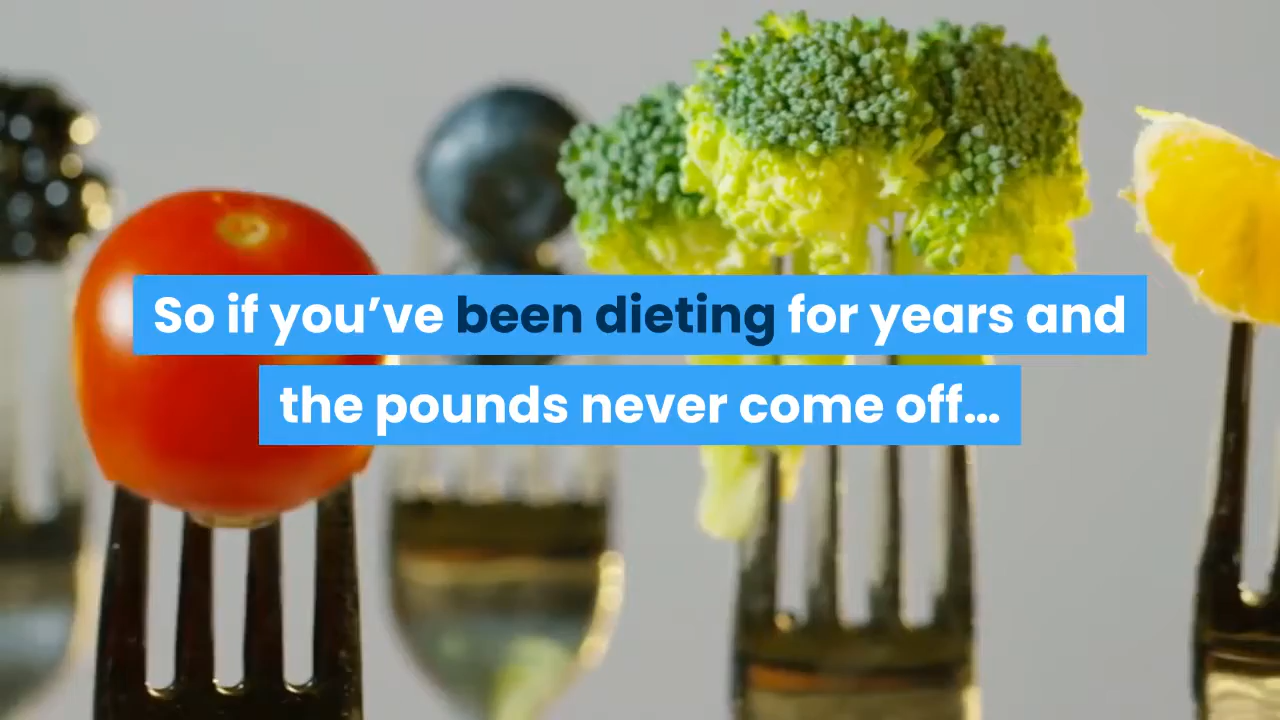 So if you’ve been dieting for years and
the pounds never come off...